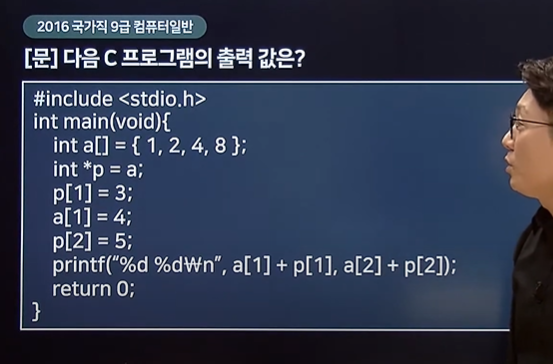 2016 국가직 9급 컴퓨터일반
[문] 다음 C 프로그램의 출력 값은?
#include <stdio.h>
int main(void){
int a[] = { 1, 2, 4, 8 };
int *p = a;
p[1] = 3;
a[1] = 4;
p[2] = 5;
printf(“%d %d₩n”, a[1] + p[1], a[2] + p[2]);
return 0;
}